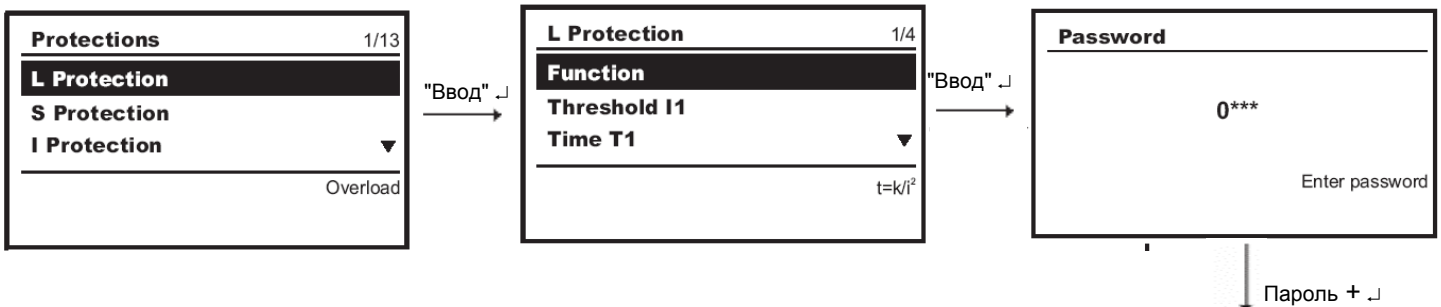 Protections 1/13
L Protection
S Protection
I Protection ▼
Overload
"Ввод" ↵
L Protection 1/4
Function
Threshold I1
Time T1 ▼
t=k/i²
"Ввод" ↵
Password
0***
Enter password
Пароль + ↵